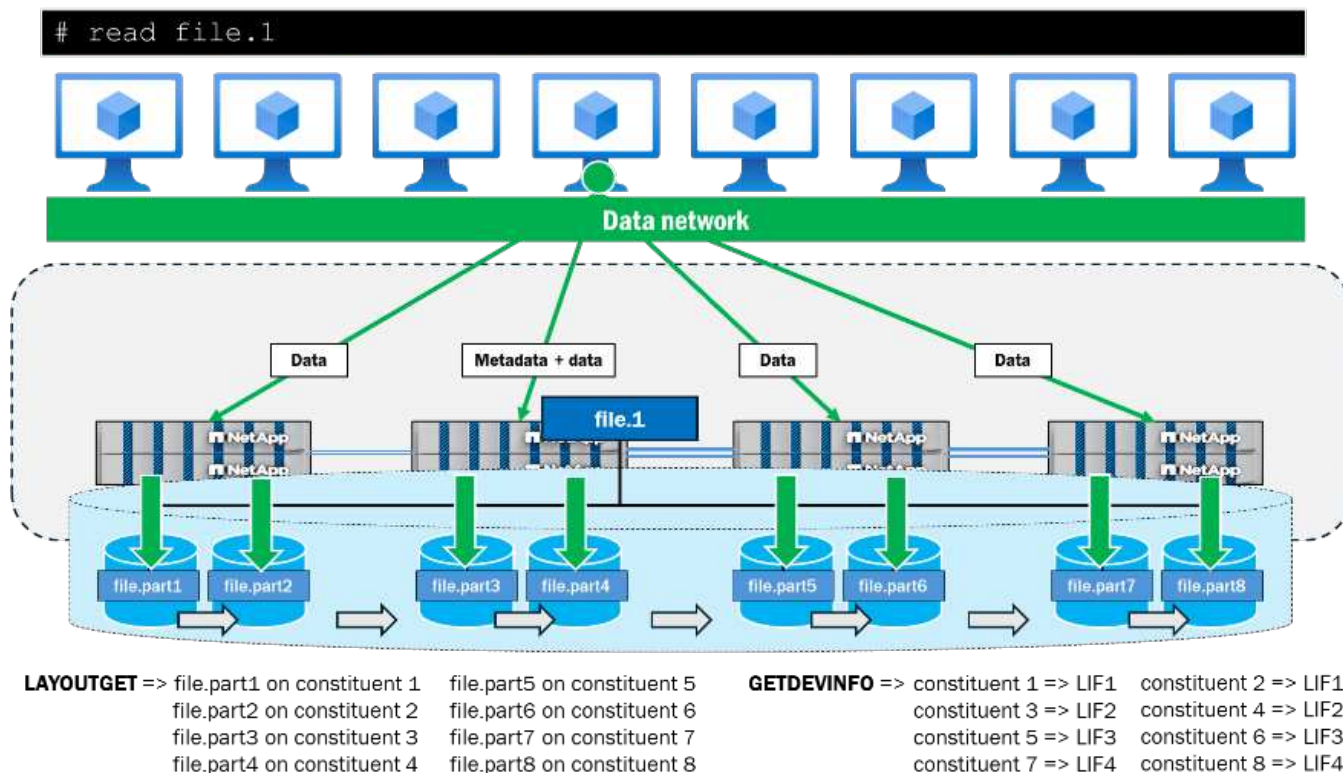 # read file.1
Data network
Data
Metadata + data
Data
Data
file.1
NetApp
NetApp
NetApp
NetApp
NetApp
NetApp
NetApp
NetApp
file.part1
file.part2
file.part3
file.part4
file.part5
file.part6
file.part7
file.part8
LAYOUTGET => file.part1 on constituent 1
file.part2 on constituent 2
file.part3 on constituent 3
file.part4 on constituent 4
file.part5 on constituent 5
file.part6 on constituent 6
file.part7 on constituent 7
file.part8 on constituent 8
GETDEVINFO => constituent 1 => LIF1
constituent 3 => LIF2
constituent 5 => LIF3
constituent 7 => LIF4
constituent 2 => LIF1
constituent 4 => LIF2
constituent 6 => LIF3
constituent 8 => LIF4